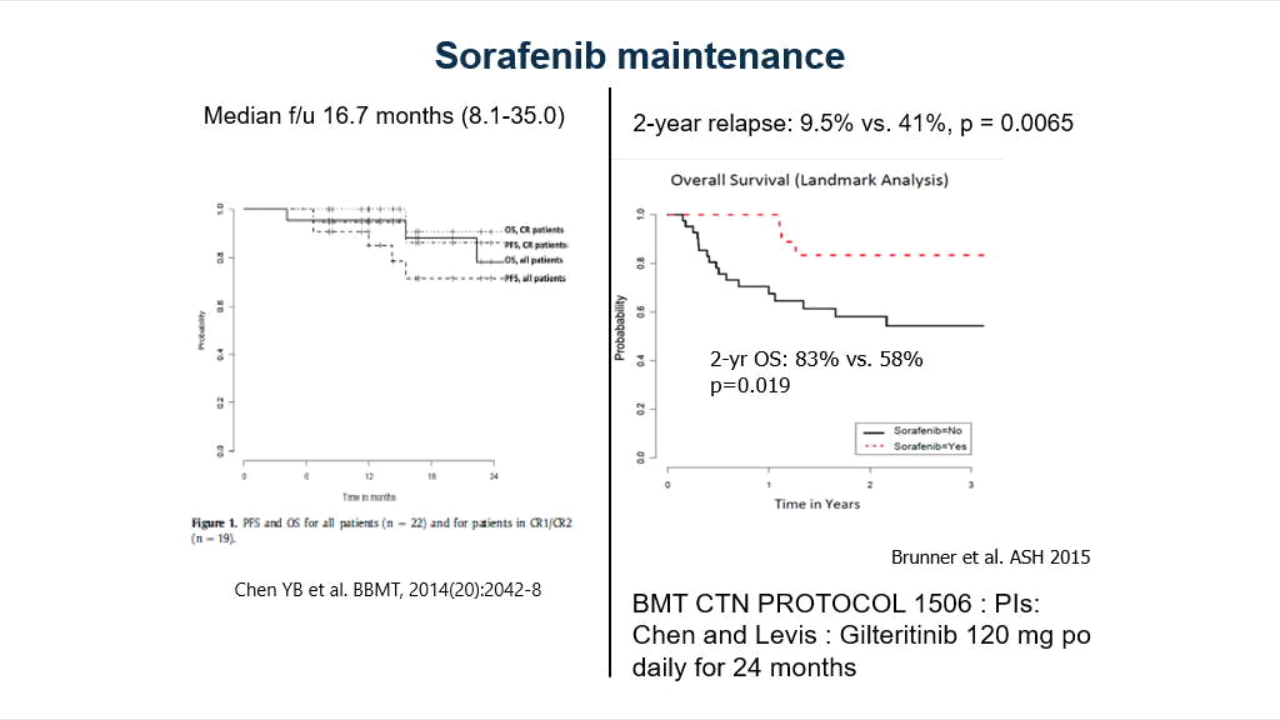 Sorafenib maintenance
Median f/u 16.7 months (8.1-35.0)
1.0
0.8
0.6
0.4
0.2
0.0
Probability
OS, CR patients
PFS, CR patients
OS, all patients
PFS, all patients
0 6 12 18 24
Time in months
Figure 1. PFS and OS for all patients (n = 22) and for patients in CR1/CR2
(n = 19).
Chen YB et al. BBMT, 2014(20):2042-8
2-year relapse: 9.5% vs. 41%, p = 0.0065
Overall Survival (Landmark Analysis)
1.0
0.8
0.6
0.4
0.2
0.0
Probabability
2-yr OS: 83% vs. 58%
p=0.019
Sorafenib=No
Sorafenib=Yes
0 1 2 3
Time in Years
Brunner et al. ASH 2015
BMT CTN PROTOCOL 1506 : PIs:
Chen and Levis : Gilteritinib 120 mg po
daily for 24 months